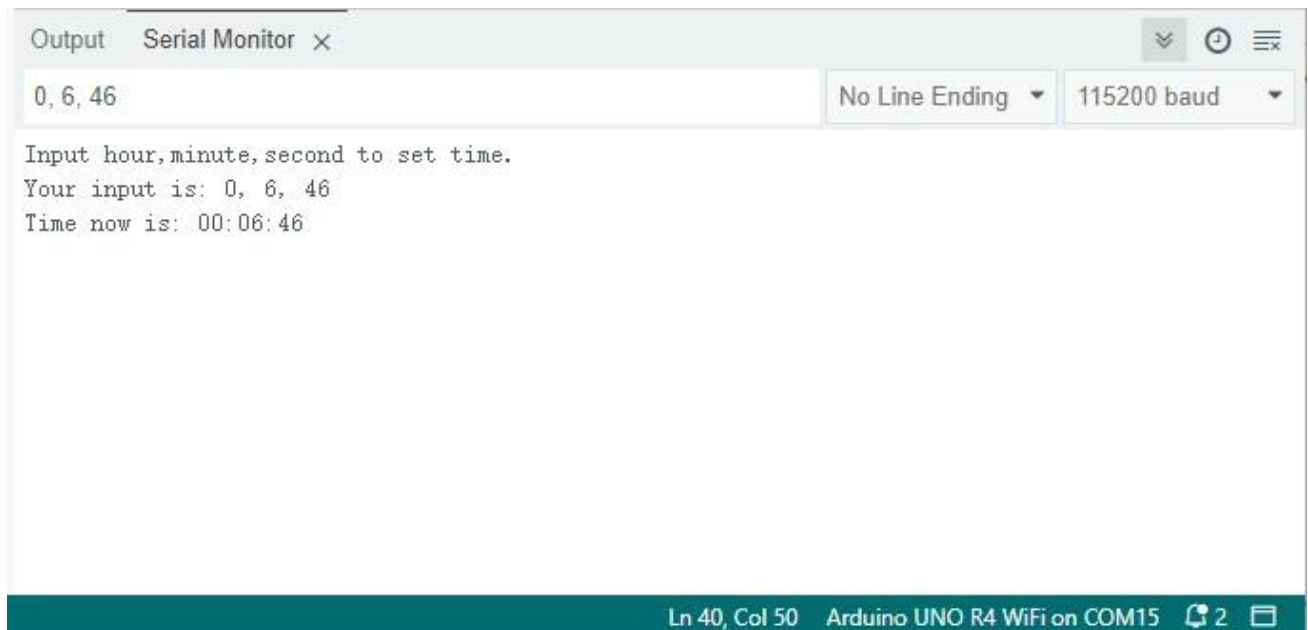 Output Serial Monitor
0, 6, 46 No Line Ending 115200 baud
Input hour,minute,second to set time.
Your input is: 0, 6, 46
Time now is: 00:06:46
Ln 40, Col 50 Arduino UNO R4 WiFi on COM15 2